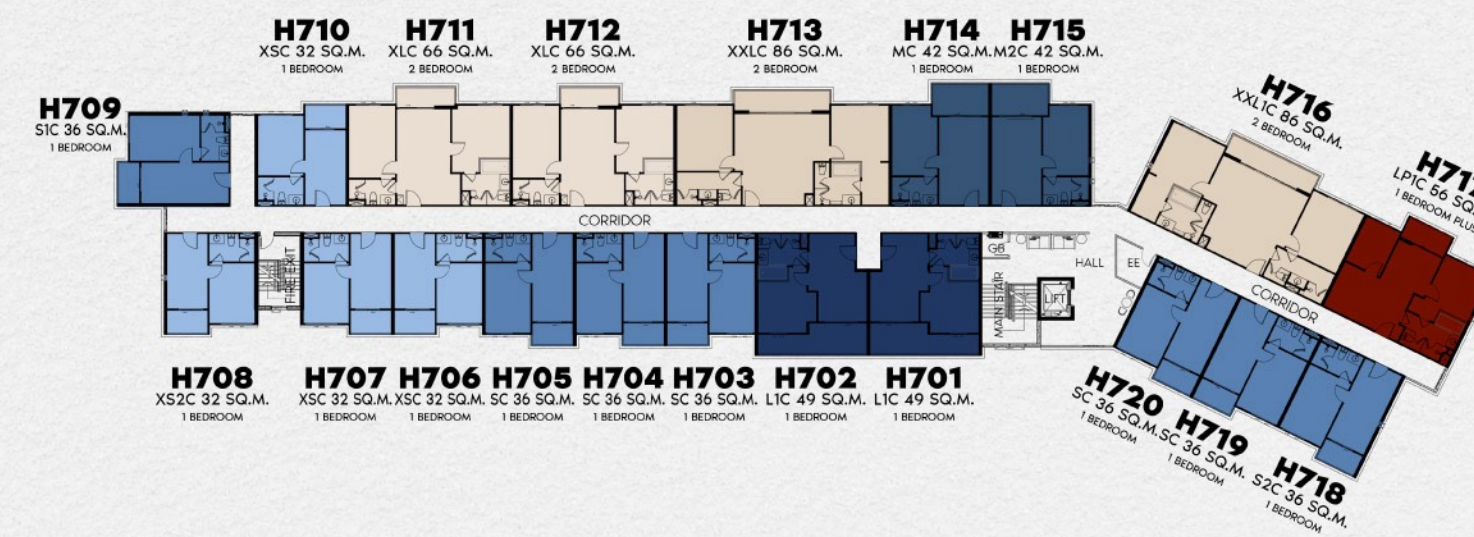 H709
S1C 36 SQ.M.
1 BEDROOM
H710
XSC 32 SQ.M.
1 BEDROOM
H711
XLC 66 SQ.M.
2 BEDROOM
H712
XLC 66 SQ.M.
2 BEDROOM
H713
XXLC 86 SQ.M.
2 BEDROOM
H714
MC 42 SQ.M.
1 BEDROOM
H715
M2C 42 SQ.M.
1 BEDROOM
H716
XXL1C 86 SQ.M.
2 BEDROOM
LP1C 56
1 BEDROOM PLUS
CORRIDOR
FIRE EXIT
GB
MAIN STAIR
LIFT
HALL
EE
CORRIDOR
H708
XS2C 32 SQ.M.
1 BEDROOM
H707
XSC 32 SQ.M.
1 BEDROOM
H706
XSC 32 SQ.M.
1 BEDROOM
H705
SC 36 SQ.M.
1 BEDROOM
H704
SC 36 SQ.M.
1 BEDROOM
H703
SC 36 SQ.M.
1 BEDROOM
H702
L1C 49 SQ.M.
1 BEDROOM
H701
L1C 49 SQ.M.
1 BEDROOM
H720
SC 36 SQ.M.
1 BEDROOM
H719
SC 36 SQ.M.
1 BEDROOM
H718
S2C 36 SQ.M.
1 BEDROOM